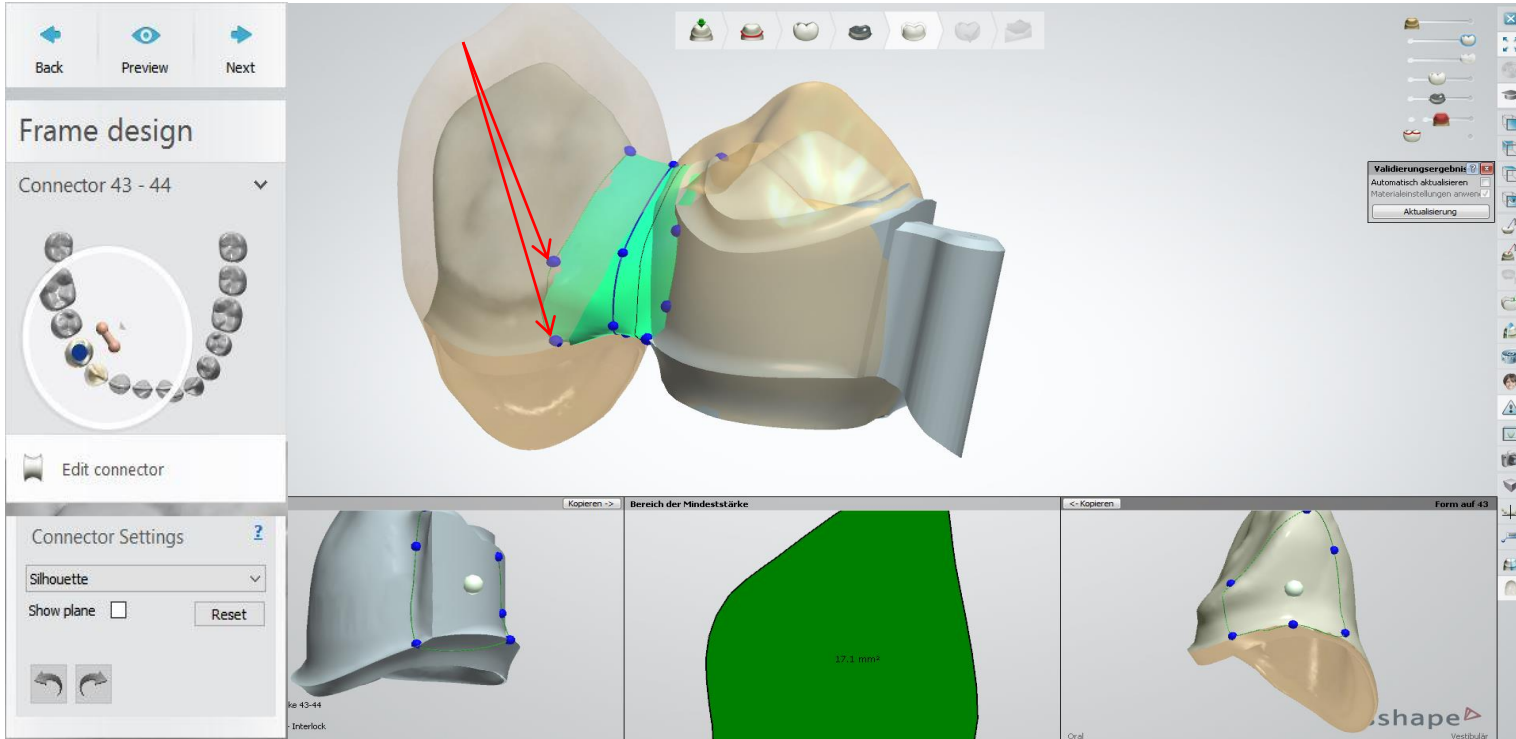 Back
Preview
Next
Frame design
Connector 43 - 44
Edit connector
Connector Settings
?
Silhouette
Show plane
Reset
Validierungsergebnis
?
Automatisch aktualisieren
Materialeinstellungen anwen
Aktualisierung
Kopieren ->
ke 43-44
- Interlock
Bereich der Mindeststärke
17.1 mm²
<- Kopieren
Form auf 43
shape
Oral
Vestibulär